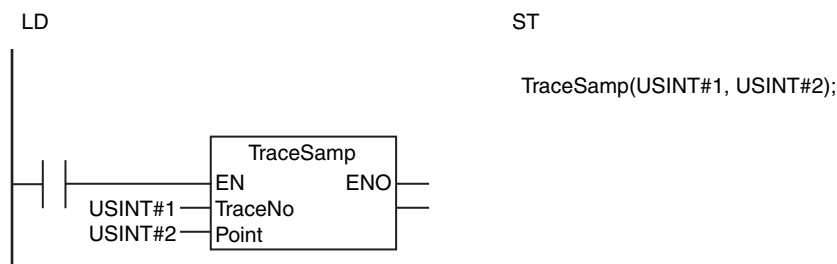 LD
ST
TraceSamp(USINT#1, USINT#2);
TraceSamp
EN ENO
USINT#1 TraceNo
USINT#2 Point